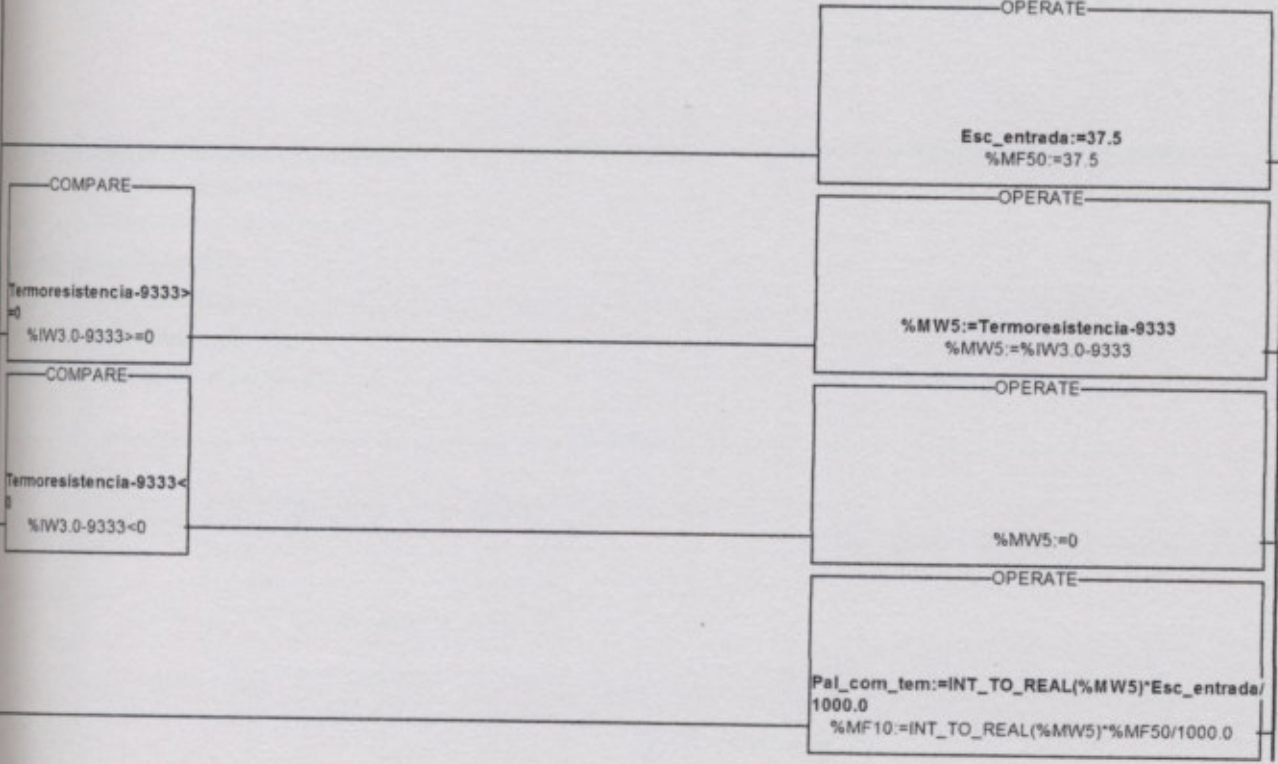 OPERATE
Esc_entrada:=37.5
%MF50:=37.5
COMPARE
Termoresistencia-9333>
=0
%IW3.0-9333>=0
OPERATE
%MW5:=Termoresistencia-9333
%MW5:=%IW3.0-9333
COMPARE
Termoresistencia-9333<
0
%IW3.0-9333<0
OPERATE
%MW5:=0
OPERATE
Pal_com_tem:=INT_TO_REAL(%MW5)*Esc_entrada/
1000.0
%MF10:=INT_TO_REAL(%MW5)*%MF50/1000.0